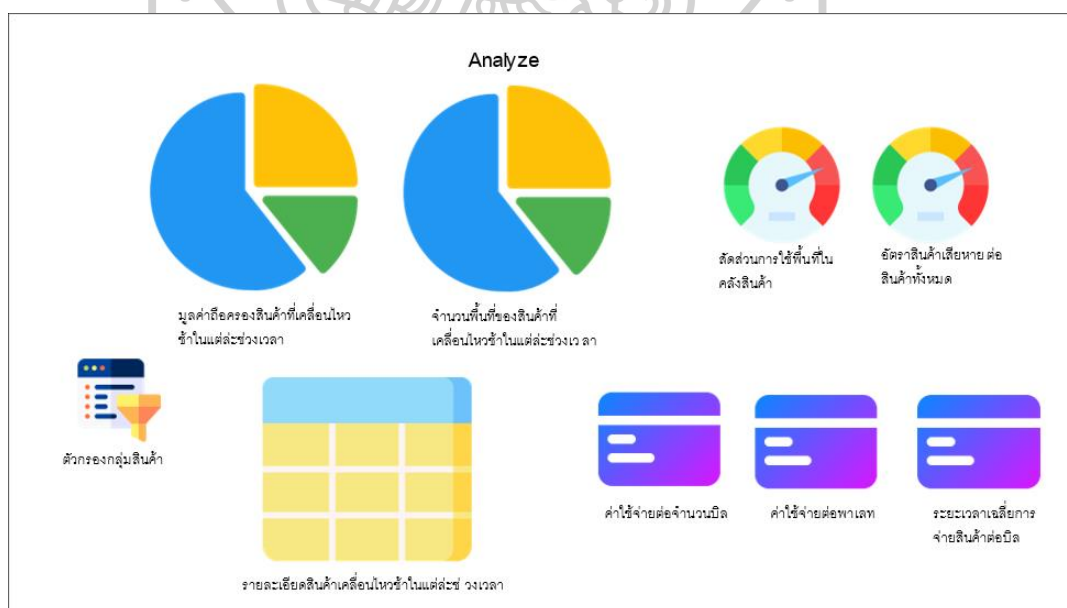 Analyze
มูลค่าถือครองสินค้าที่เคลื่อนไหว
ช้าในแต่ล่ะช่วงเวลา
จำนวนพื้นที่ของสินค้าที่
เคลื่อนไหวช้าในแต่ล่ะช่วงเว ลา
สัดส่วนการใช้พื้นที่ใน
คลังสินค้า
อัตราสินค้าเสียหาย ต่อ
สินค้าทั้งหมด
ตัวกรองกลุ่มสินค้า
รายละเอียดสินค้าเคลื่อนไหวช้าในแต่ล่ะช่ วงเวลา
ค่าใช้จ่ายต่อจำนวนบิล
ค่าใช้จ่ายต่อพาเลท
ระยะเวลาเฉลี่ยการ
จ่ายสินค้าต่อบิล